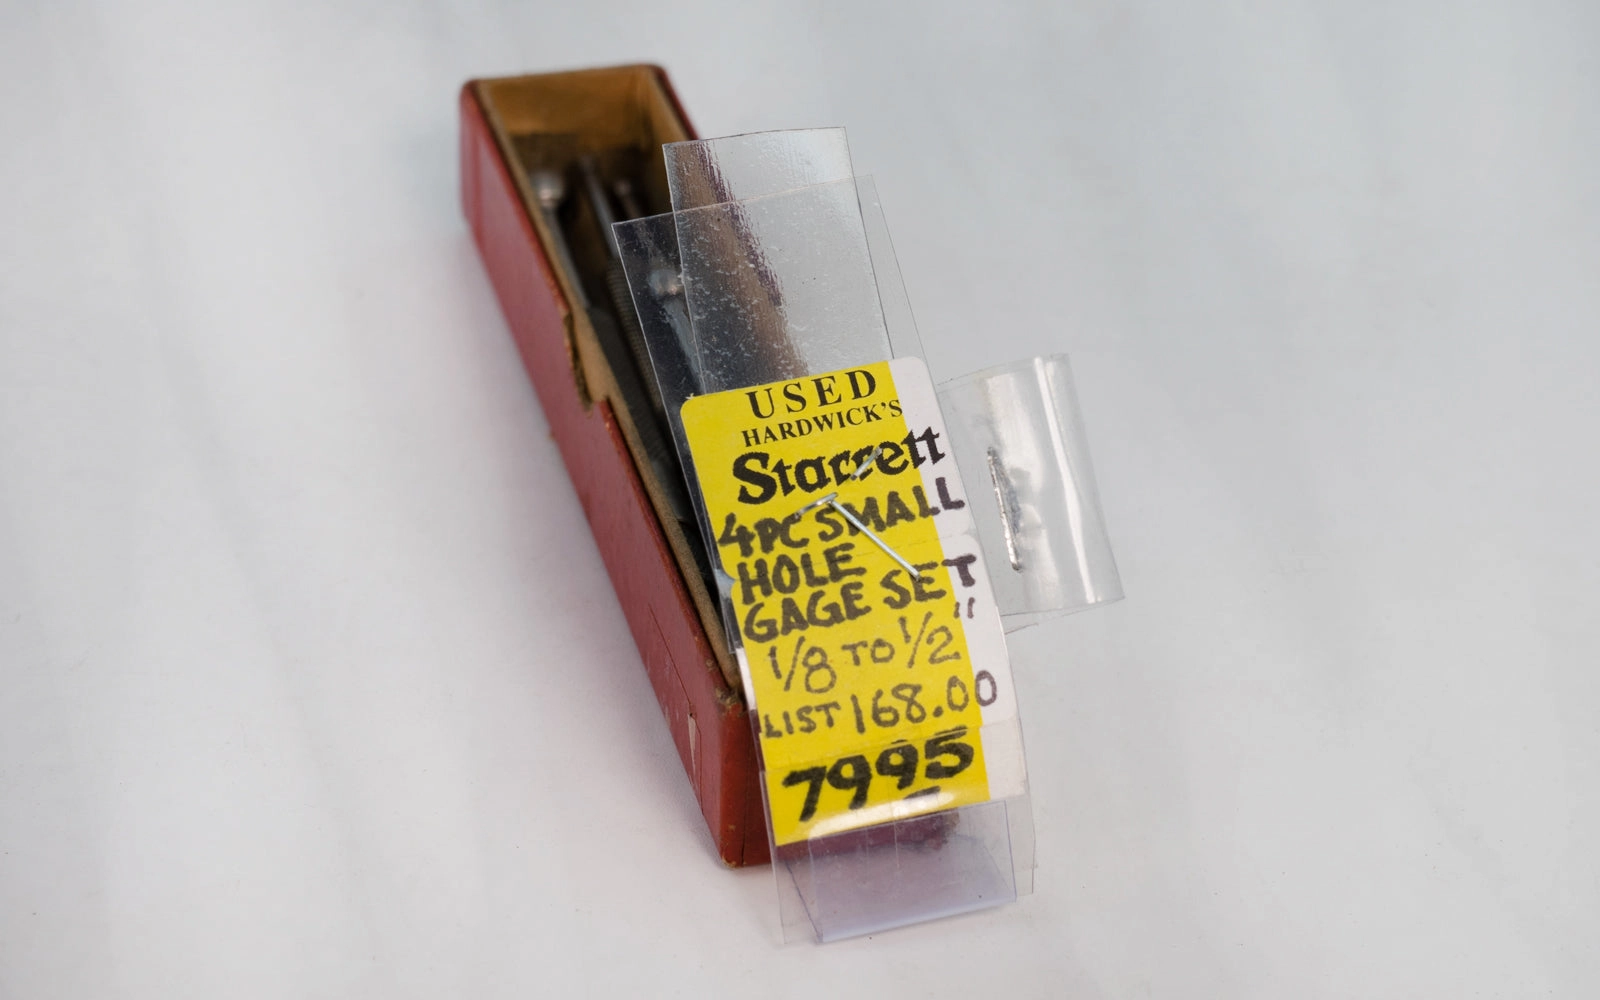 USED
HARDWICK'S
Starrett
4PC SMALL
HOLE
GAGE SET
1/8 TO 1/2"
LIST 168.00
7995